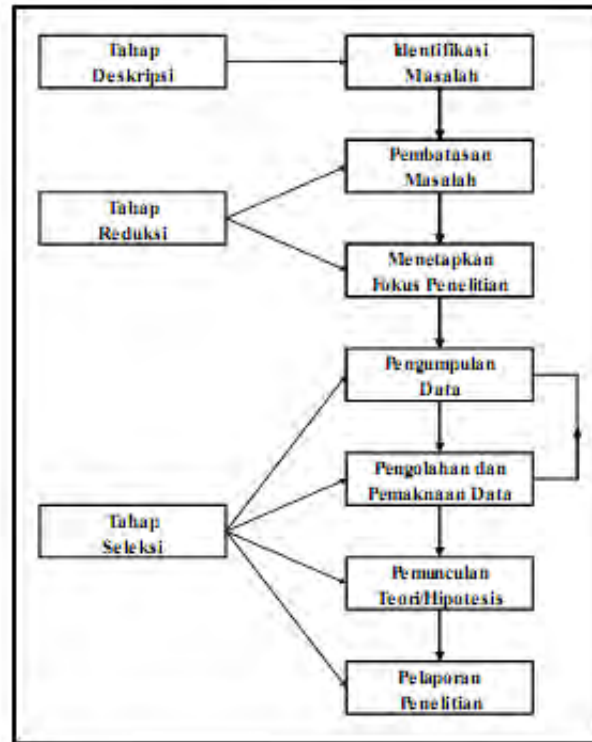 Tahap
Deskripsi
Identifikasi
Masalah
Pembatasan
Masalah
Tahap
Reduksi
Menetapkan
Fokus Penelitian
Pengumpulan
Data
Pengolahan dan
Pemaknaan Data
Tahap
Seleksi
Pemunculan
Teori/Hipotesis
Pelaporan
Penelitian